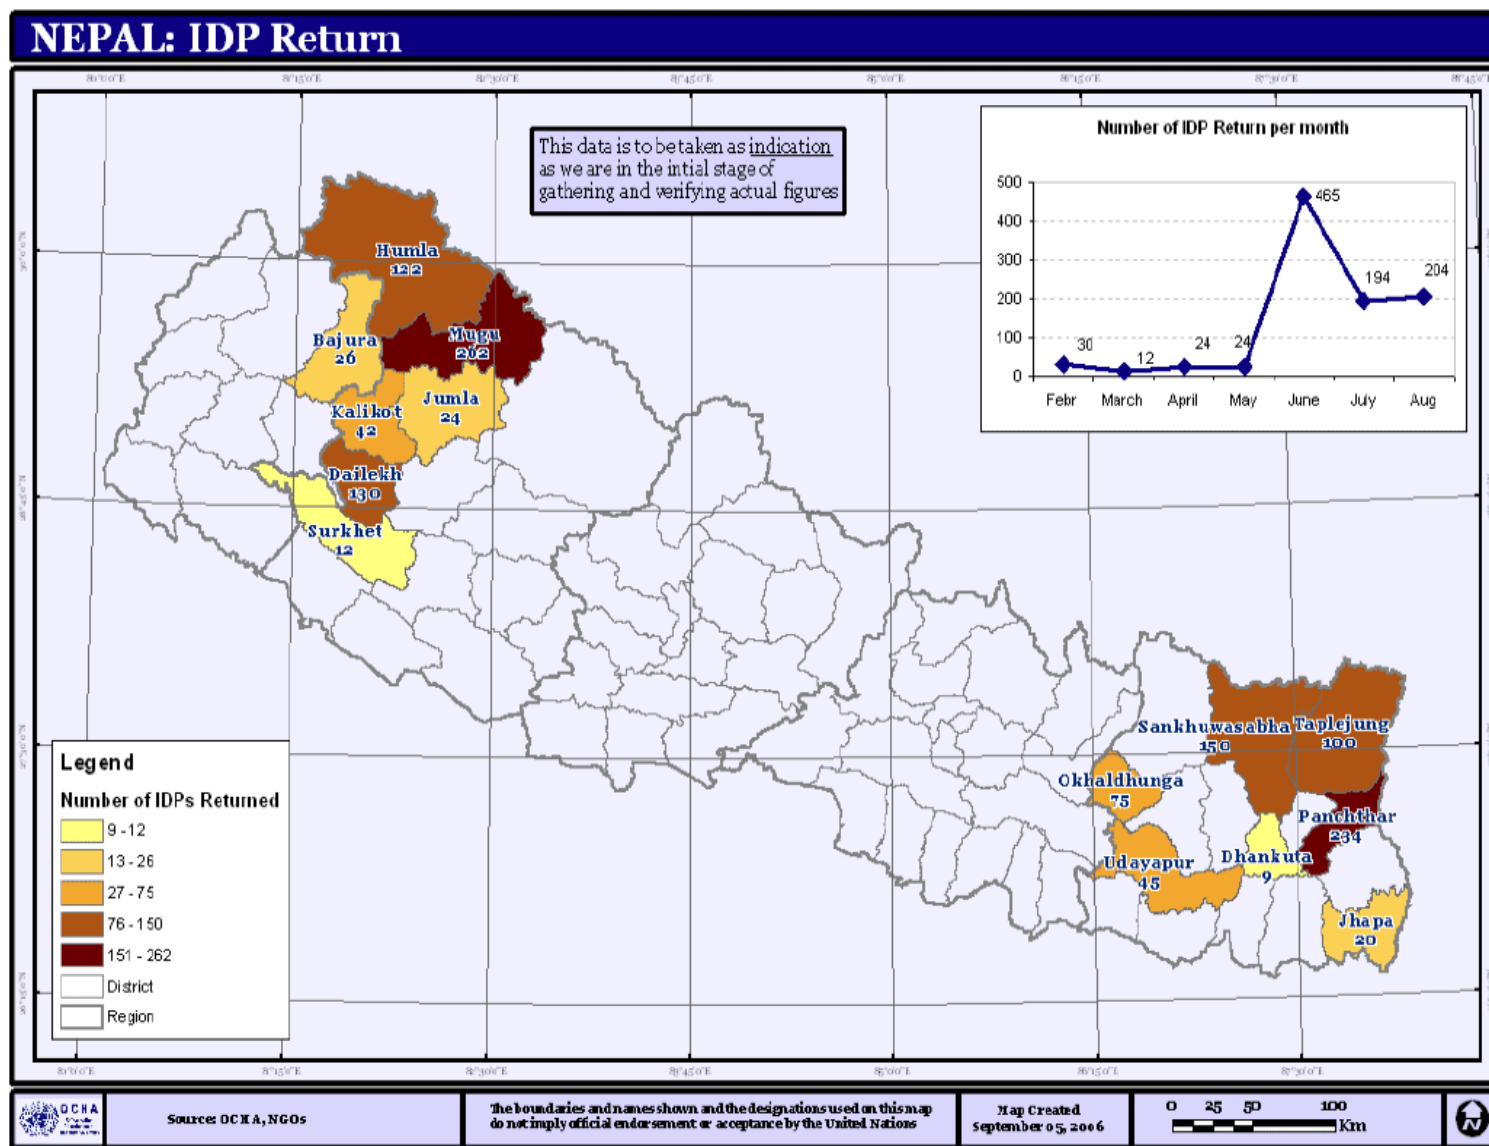 NEPAL: IDP Return
This data is to be taken as indication
as we are in the intial stage of
gathering and verifying actual figures
Number of IDP Return per month
500
400
300
200
100
0
30
12
24
24
465
194
204
Febr
March
April
May
June
July
Aug
Humla
122
Bajura
26
Mugu
262
Kalikot
42
Jumla
24
Dailekh
130
Surkhet
12
Sankhuwasabha
150
Taplejung
100
Okhaldhunga
75
Panchthar
234
Udayapur
45
Dhankuta
9
Jhapa
20
Legend
Number of IDPs Returned
9 - 12
13 - 26
27 - 75
76 - 150
151 - 262
District
Region
OCHA
Source: OCHA, NGOs
The boundaries and names shown and the designations used on this map
do not imply official endorsement or acceptance by the United Nations
Map Created
September 05, 2006
0 25 50 100
Km